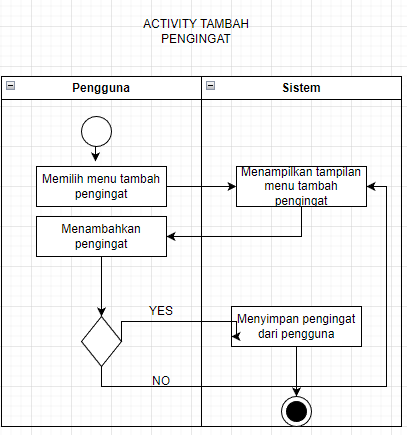 ACTIVITY TAMBAH
PENGINGAT
Pengguna
Sistem
Memilih menu tambah
pengingat
Menampilkan tampilan
menu tambah
pengingat
Menambahkan
pengingat
YES
Menyimpan pengingat
dari pengguna
NO